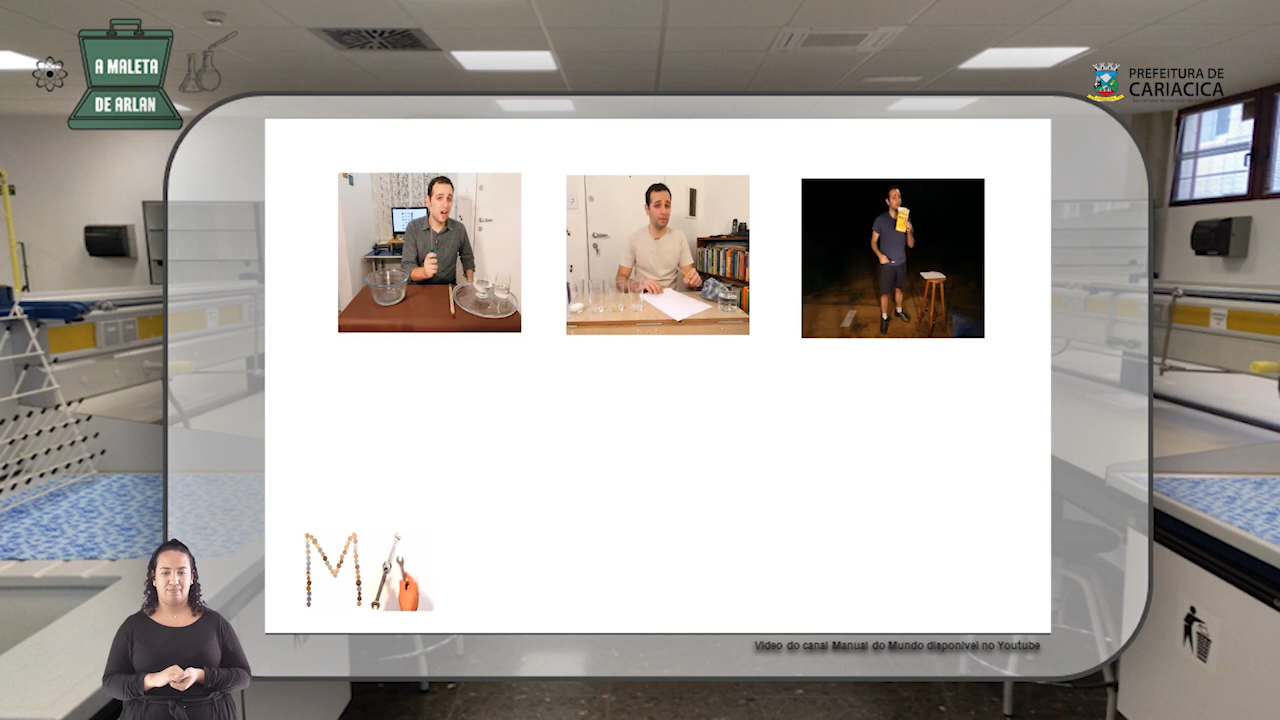 A MALETA
DE ARLAN
PREFEITURA DE
CARIACICA
M
Vídeo do canal Manual do Mundo disponível no Youtube